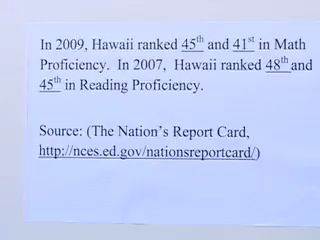 In 2009, Hawaii ranked 45th and 41st in Math
Proficiency. In 2007, Hawaii ranked 48th and
45th in Reading Proficiency.
Source: (The Nation's Report Card,
http://nces.ed.gov/nationsreportcard/)